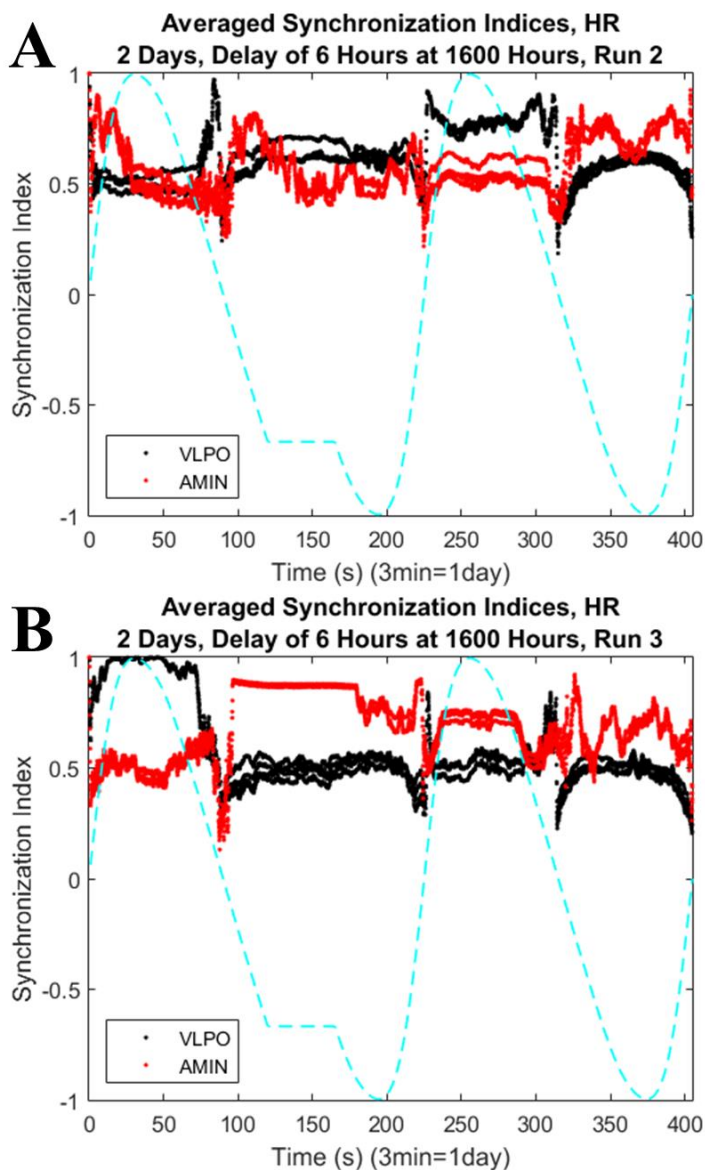 A
Averaged Synchronization Indices, HR
2 Days, Delay of 6 Hours at 1600 Hours, Run 2
1
0.5
0
-0.5
-1
Synchronization Index
VLPO
AMIN
0 50 100 150 200 250 300 350 400
Time (s) (3min=1day)
B
Averaged Synchronization Indices, HR
2 Days, Delay of 6 Hours at 1600 Hours, Run 3
1
0.5
0
-0.5
-1
Synchronization Index
VLPO
AMIN
0 50 100 150 200 250 300 350 400
Time (s) (3min=1day)